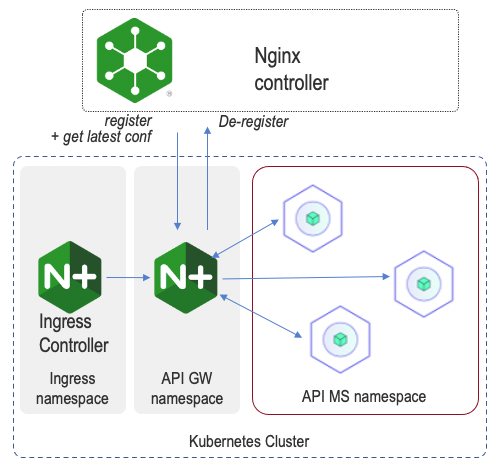 Nginx
controller
®
register
+ get latest conf
De-register
N+
N+
Ingress
Controller
Ingress
namespace
API GW
namespace
API MS namespace
Kubernetes Cluster